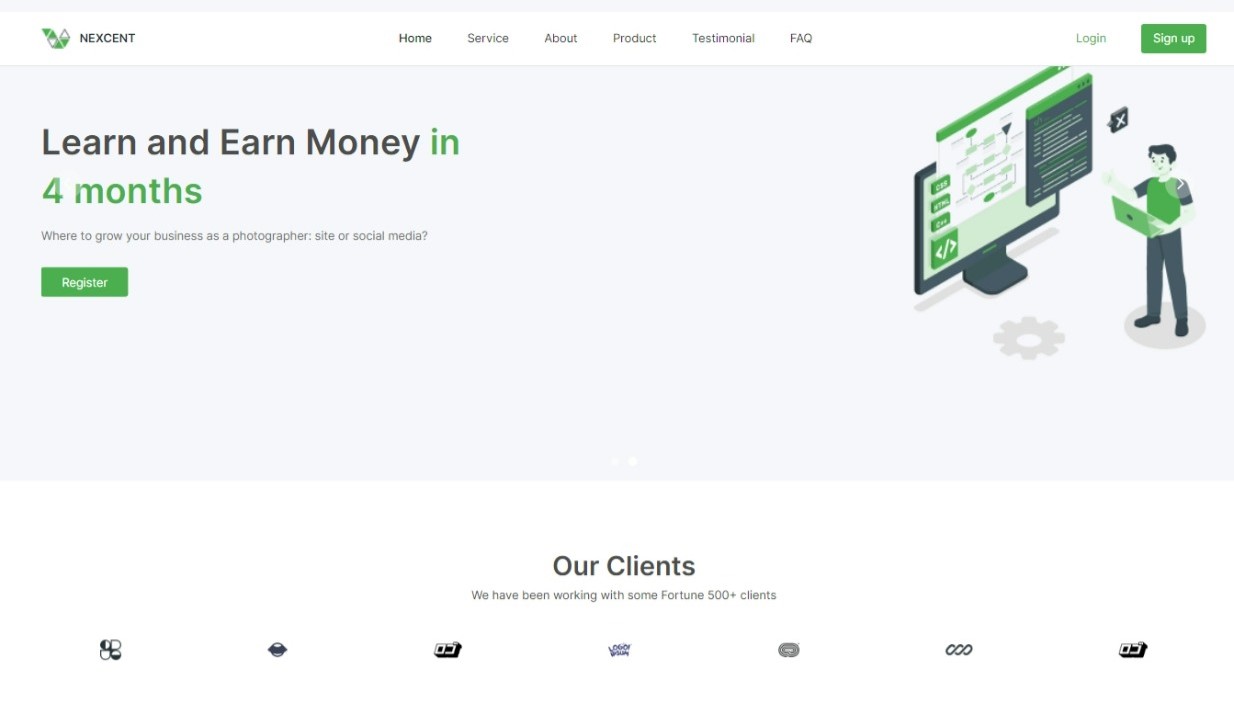 NEXCENT
Home Service About Product Testimonial FAQ
Login
Sign up
Learn and Earn Money in
4 months
Where to grow your business as a photographer: site or social media?
Register
CSS
HTML
C++
</>
X
Our Clients
We have been working with some Fortune 500+ clients
LOGOI
IPSUM